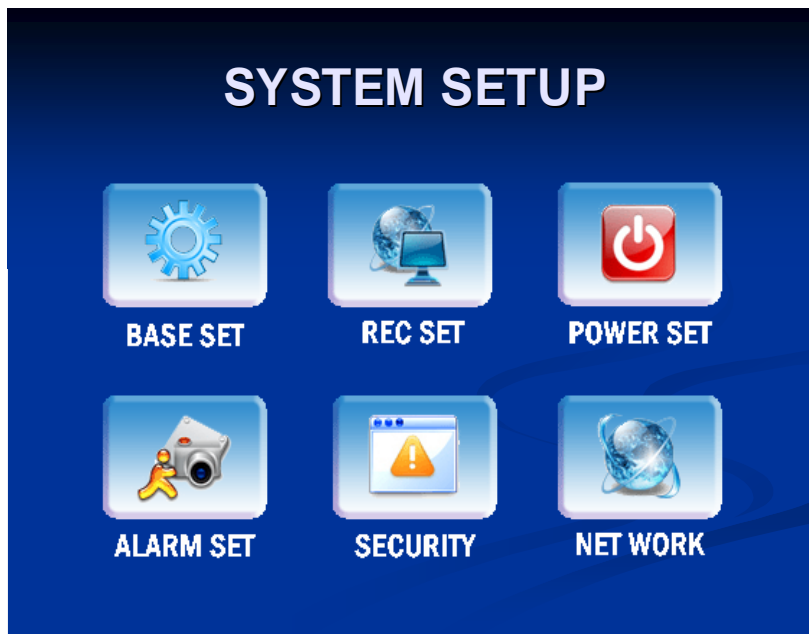 SYSTEM SETUP
BASE SET
REC SET
POWER SET
ALARM SET
SECURITY
NET WORK